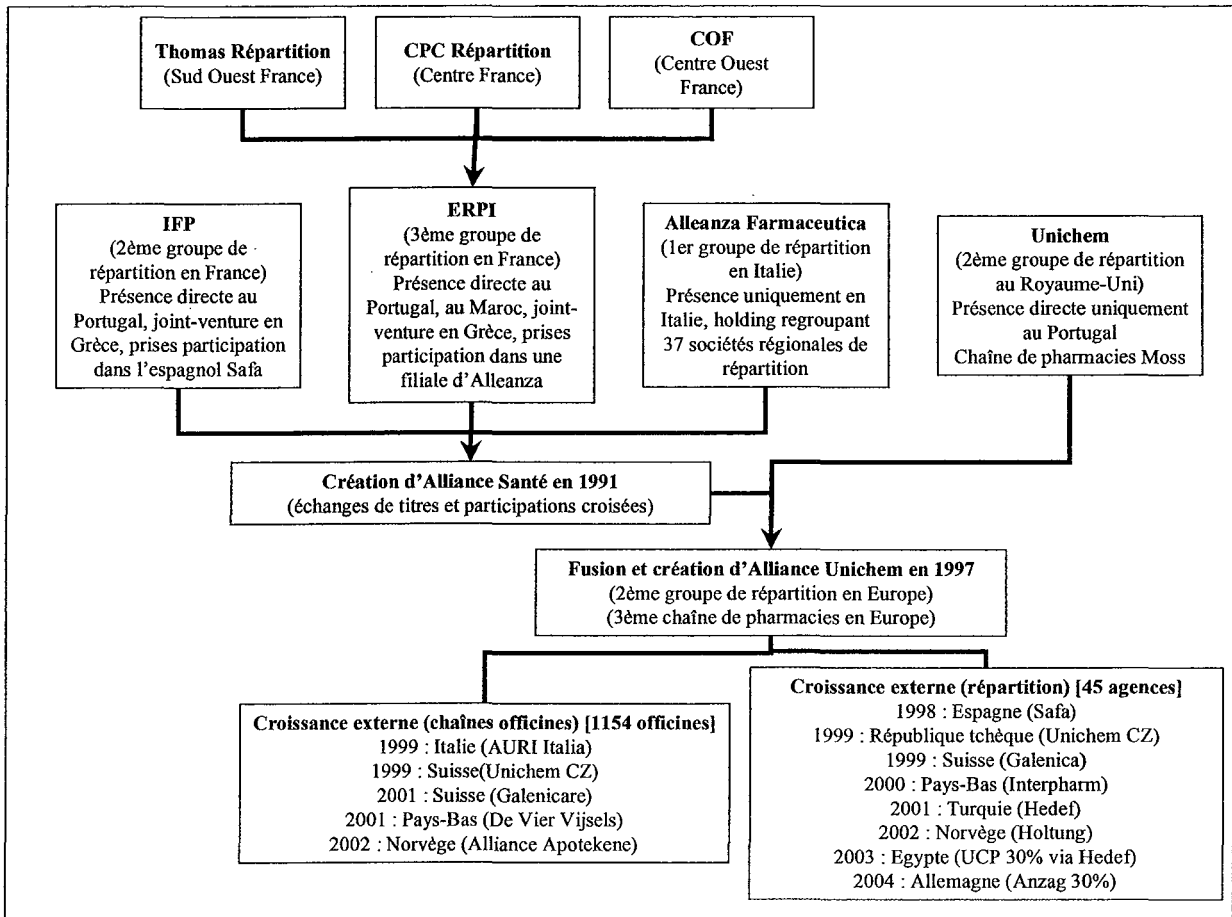 Thomas Répartition
(Sud Ouest France)
CPC Répartition
(Centre France)
COF
(Centre Ouest
France)
IFP
(2ème groupe de
répartition en France)
Présence directe au
Portugal, joint-venture en
Grèce, prises participation
dans l'espagnol Safa
ERPI
(3ème groupe de
répartition en France)
Présence directe au
Portugal, au Maroc, joint-
venture en Grèce, prises
participation dans une
filiale d'Alleanza
Alleanza Farmaceutica
(1er groupe de répartition
en Italie)
Présence uniquement en
Italie, holding regroupant
37 sociétés régionales de
répartition
Unichem
(2ème groupe de répartition
au Royaume-Uni)
Présence directe uniquement
au Portugal
Chaîne de pharmacies Moss
Création d'Alliance Santé en 1991
(échanges de titres et participations croisées)
Fusion et création d'Alliance Unichem en 1997
(2ème groupe de répartition en Europe)
(3ème chaîne de pharmacies en Europe)
Croissance externe (chaînes officines) [1154 officines]
1999 : Italie (AURI Italia)
1999 : Suisse(Unichem CZ)
2001 : Suisse (Galenicare)
2001 : Pays-Bas (De Vier Vijsels)
2002 : Norvège (Alliance Apotekene)
Croissance externe (répartition) [45 agences]
1998 : Espagne (Safa)
1999 : République tchèque (Unichem CZ)
1999 : Suisse (Galenica)
2000 : Pays-Bas (Interpharm)
2001 : Turquie (Hedef)
2002 : Norvège (Holtung)
2003 : Egypte (UCP 30% via Hedef)
2004 : Allemagne (Anzag 30%)